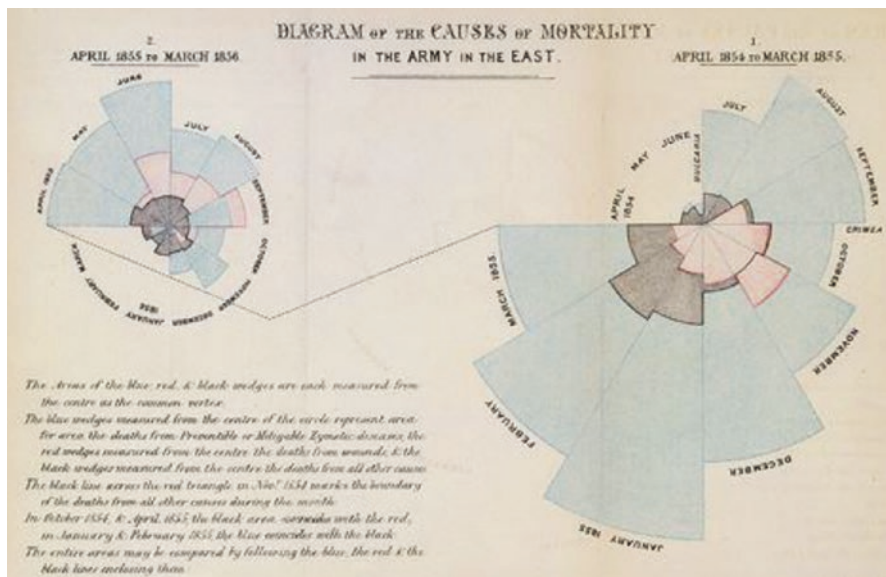 DIAGRAM OF THE CAUSES OF MORTALITY
IN THE ARMY IN THE EAST.
2.
APRIL 1855 TO MARCH 1856.
JUNE
MAY
APRIL 1855
JULY
AUGUST
SEPTEMBER
OCTOBER
NOVEMBER
DECEMBER
JANUARY
1856
FEBRUARY
MARCH
1.
APRIL 1854 TO MARCH 1855.
APRIL
1854
MAY
JUNE
BULGARIA
JULY
AUGUST
SEPTEMBER
CRIMEA
OCTOBER
NOVEMBER
DECEMBER
JANUARY 1855
FEBRUARY
MARCH 1855
The Areas of the blue, red, & black wedges are each measured from
the centre as the common vertex.
The blue wedges measured from the centre of the circle represent area
for area the deaths from Preventible or Mitigable Zymotic diseases, the
red wedges measured from the centre the deaths from wounds, & the
black wedges measured from the centre the deaths from all other causes
The black line across the red triangle in Novr. 1854 marks the boundary
of the deaths from all other causes during the month
In October 1854, & April 1855, the black area coincides with the red,
in January & February 1855, the blue coincides with the black
The entire areas may be compared by following the blue, the red & the
black lines enclosing them